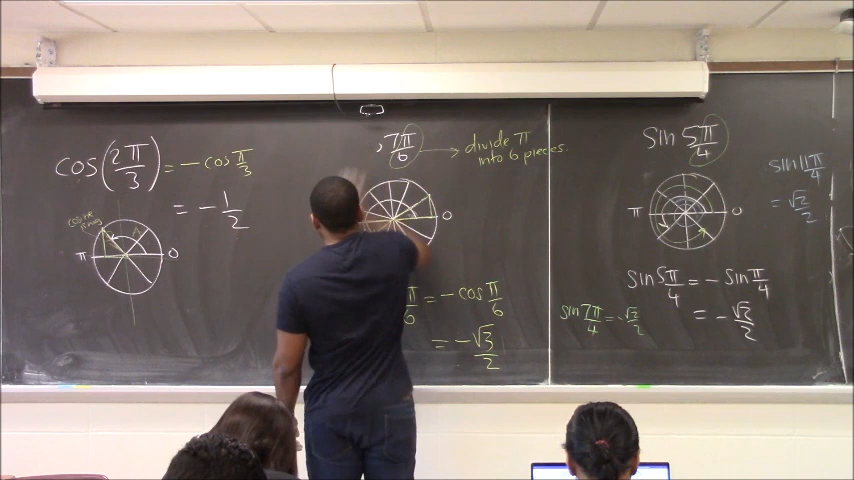 cos(2π/3) = -cos π/3
= -1/2
cosine
π 0
A A
7π/6 → divide π
into 6 pieces.
0
π/6 = -cos π/6
= -√3/2
sin 5π/4
π 0
sin 5π/4 = -sin π/4
= -√2/2
sin 7π/4 = -√2/2
sin 11π/4
= √2/2